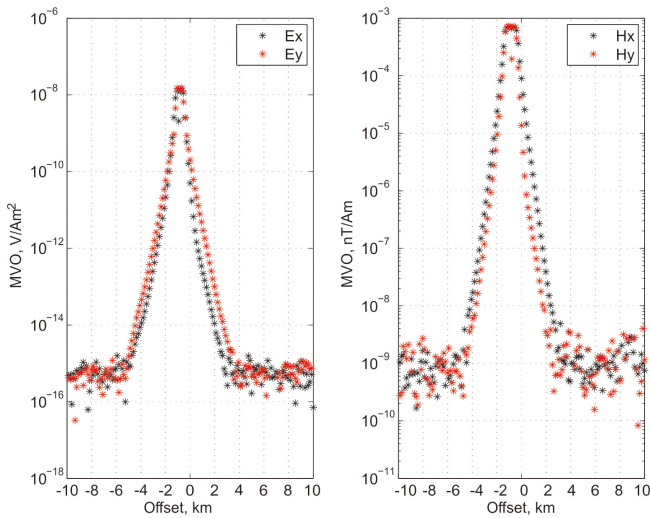 10⁻⁶
10⁻⁸
10⁻¹⁰
10⁻¹²
10⁻¹⁴
10⁻¹⁶
10⁻¹⁸
MVO, V/Am²
Ex
Ey
-10 -8 -6 -4 -2 0 2 4 6 8 10
Offset, km
10⁻³
10⁻⁴
10⁻⁵
10⁻⁶
10⁻⁷
10⁻⁸
10⁻⁹
10⁻¹⁰
10⁻¹¹
MVO, nT/Am
Hx
Hy
-10 -8 -6 -4 -2 0 2 4 6 8 10
Offset, km